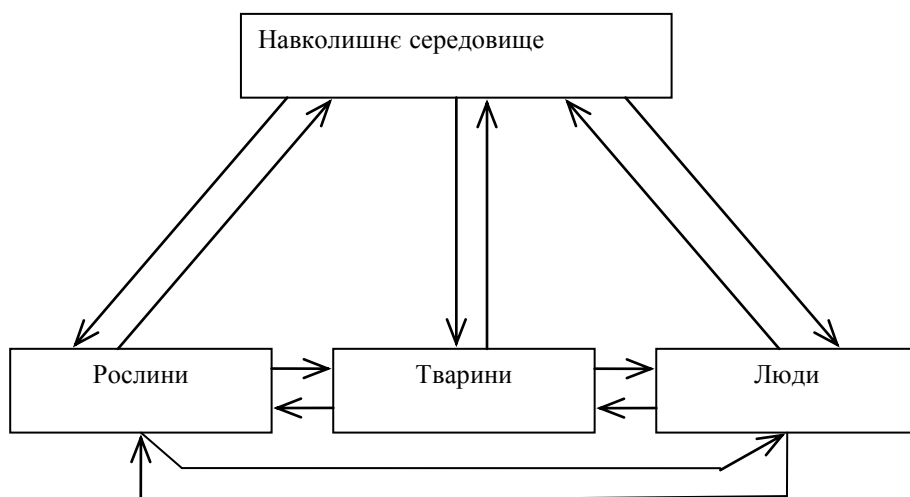 Навколишнє середовище
Рослини
Тварини
Люди